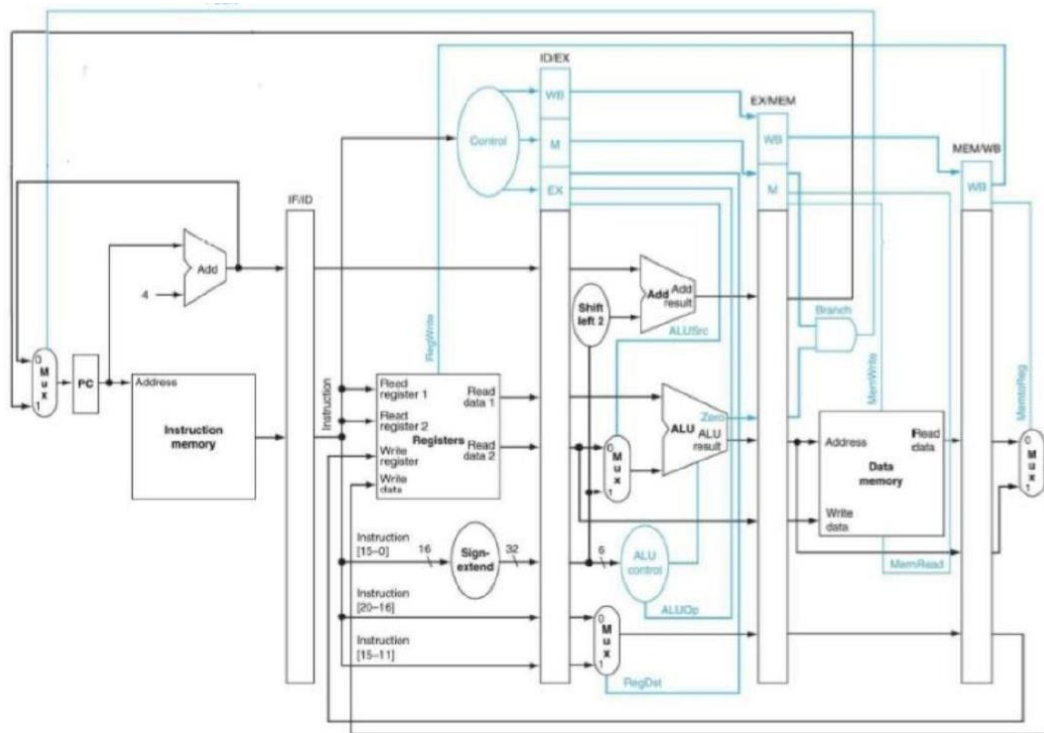 ID/EX
WB
EX/MEM
Control
M
WB
MEM/WB
EX
M
WB
IF/ID
Add
4
Add
Add
result
Shift
left 2
Branch
ALUSrc
RegWrite
MemWrite
MemtoReg
0
M
u
x
1
PC
Address
Instruction
memory
Instruction
Read
register 1
Read
data 1
Read
register 2
Registers
Read
data 2
Write
register
Write
data
0
M
u
x
1
Zero
ALU
ALU
result
Address
Read
data
Data
memory
Write
data
0
M
u
x
1
Instruction
[15–0]
16
Sign-
extend
32
6
ALU
control
MemRead
Instruction
[20–16]
ALUOp
0
M
u
x
1
Instruction
[15–11]
RegDst